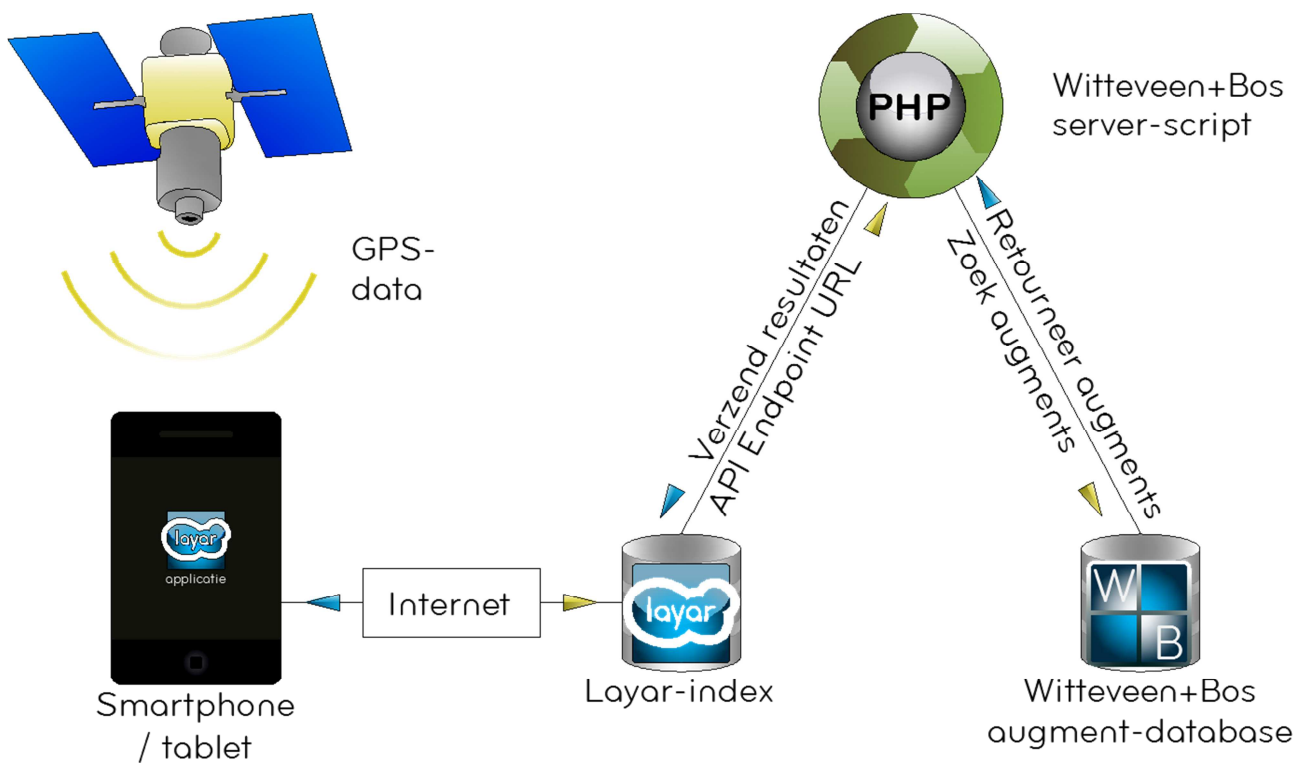 PHP
Witteveen+Bos
server-script
GPS-
data
Verzend resultaten
API Endpoint URL
Retourneer augments
Zoek augments
layar
applicatie
Internet
layar
W
B
Smartphone
/ tablet
Layar-index
Witteveen+Bos
augment-database